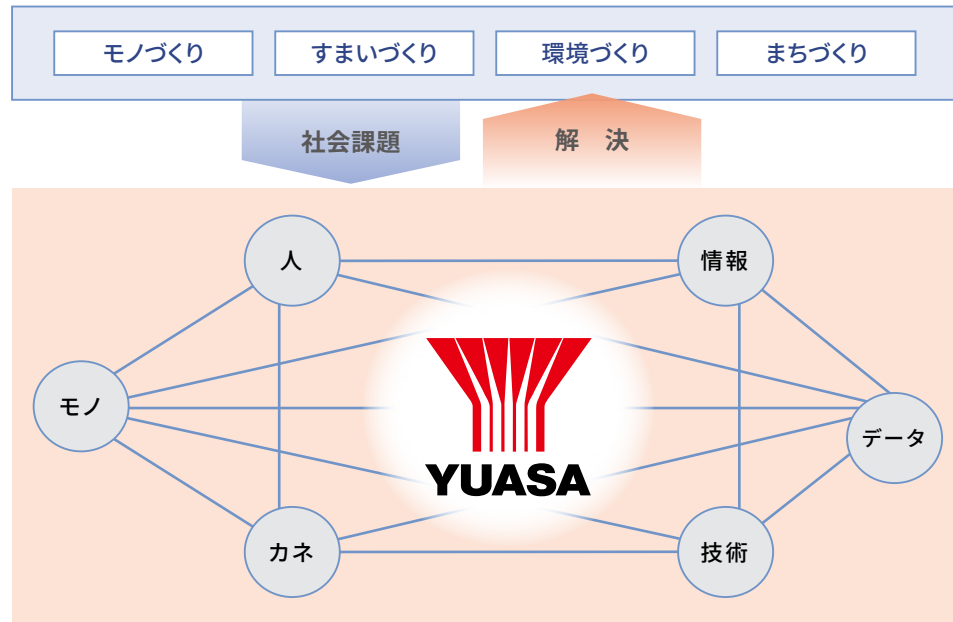 モノづくり
すまいづくり
環境づくり
まちづくり
社会課題
解　決
人
情報
モノ
データ
YUASA
カネ
技術